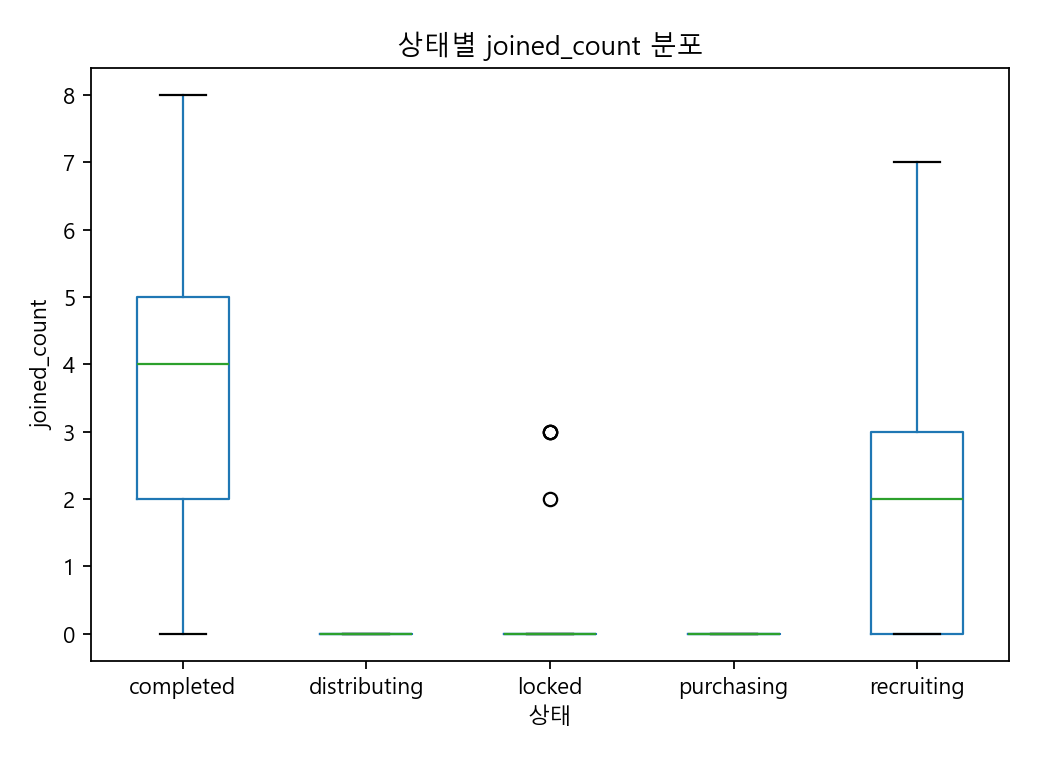 상태별 joined_count 분포
joined_count
8
7
6
5
4
3
2
1
0
completed distributing locked purchasing recruiting
상태